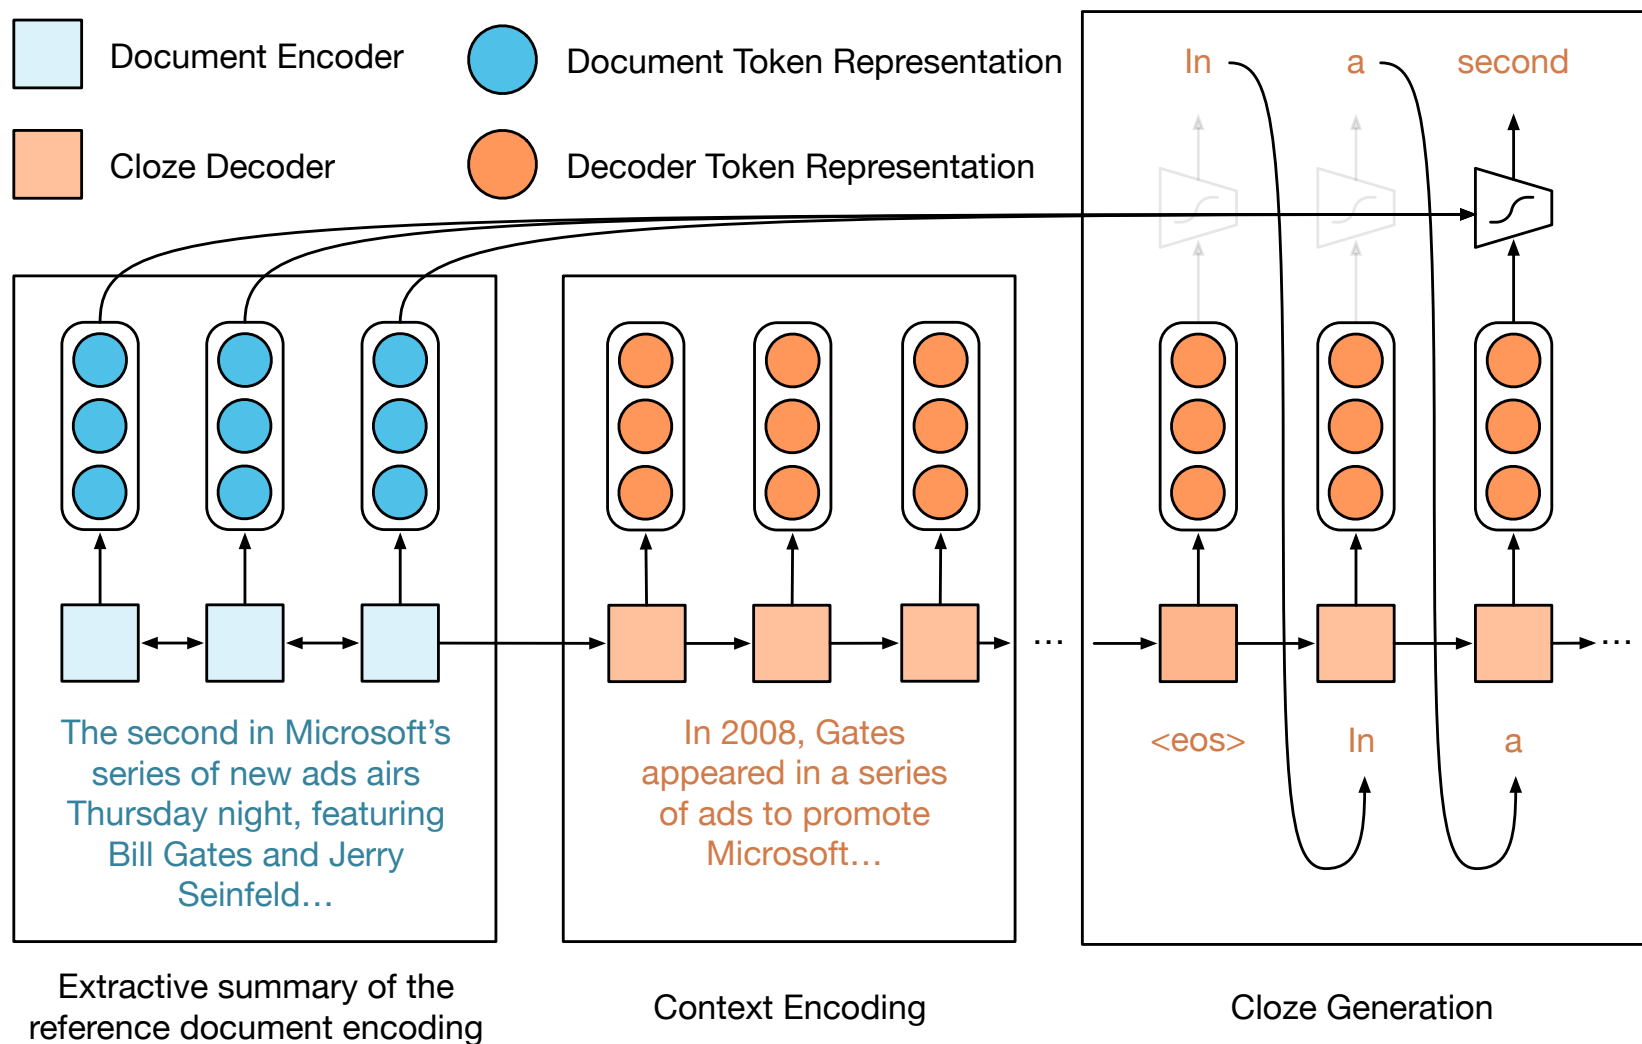 Document Encoder
Document Token Representation
Cloze Decoder
Decoder Token Representation
In
a
second
The second in Microsoft’s
series of new ads airs
Thursday night, featuring
Bill Gates and Jerry
Seinfeld…
In 2008, Gates
appeared in a series
of ads to promote
Microsoft…
...
<eos>
In
a
...
Extractive summary of the
reference document encoding
Context Encoding
Cloze Generation